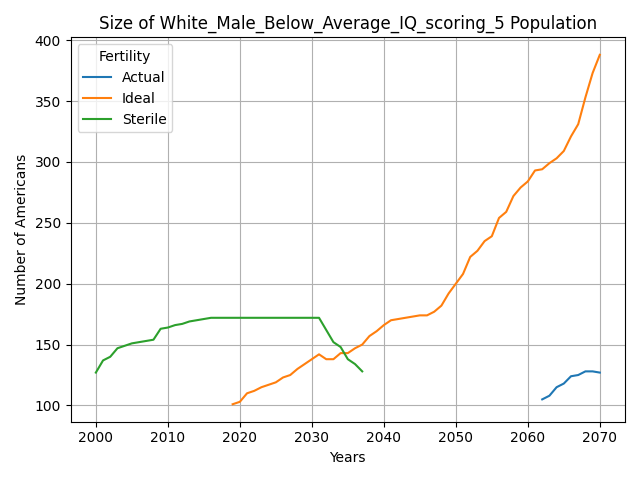 Size of White_Male_Below_Average_IQ_scoring_5 Population
Number of Americans
400
350
300
250
200
150
100
Fertility
Actual
Ideal
Sterile
2000 2010 2020 2030 2040 2050 2060 2070
Years